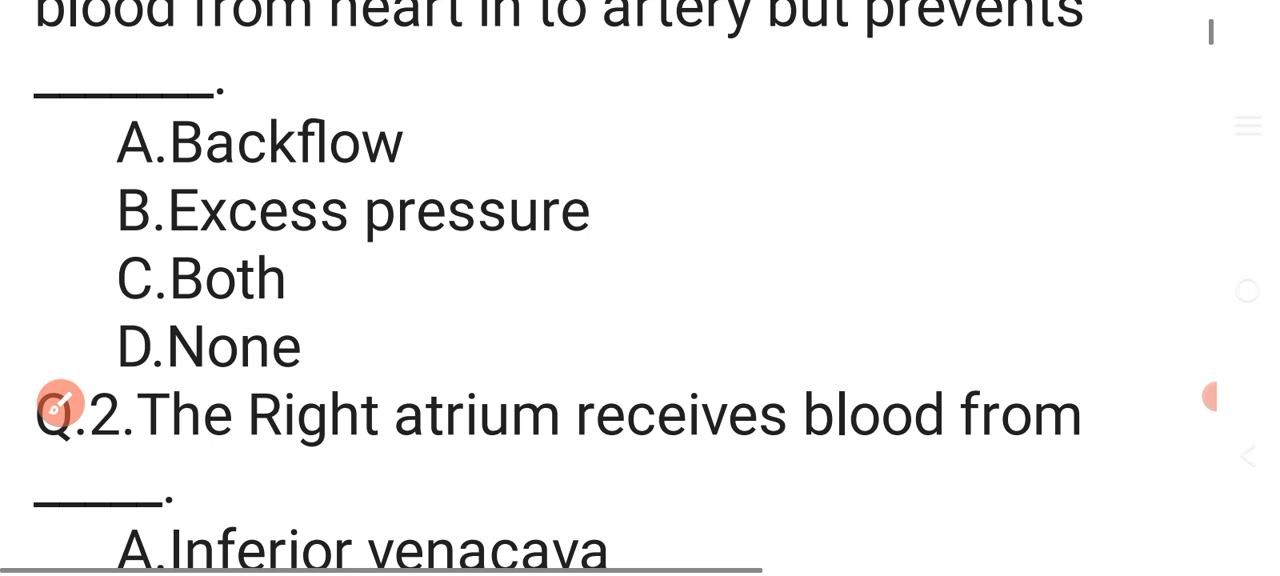 blood from heart in to artery but prevents
_______.
A.Backflow
B.Excess pressure
C.Both
D.None
Q.2.The Right atrium receives blood from
_____.
A.Inferior venacava